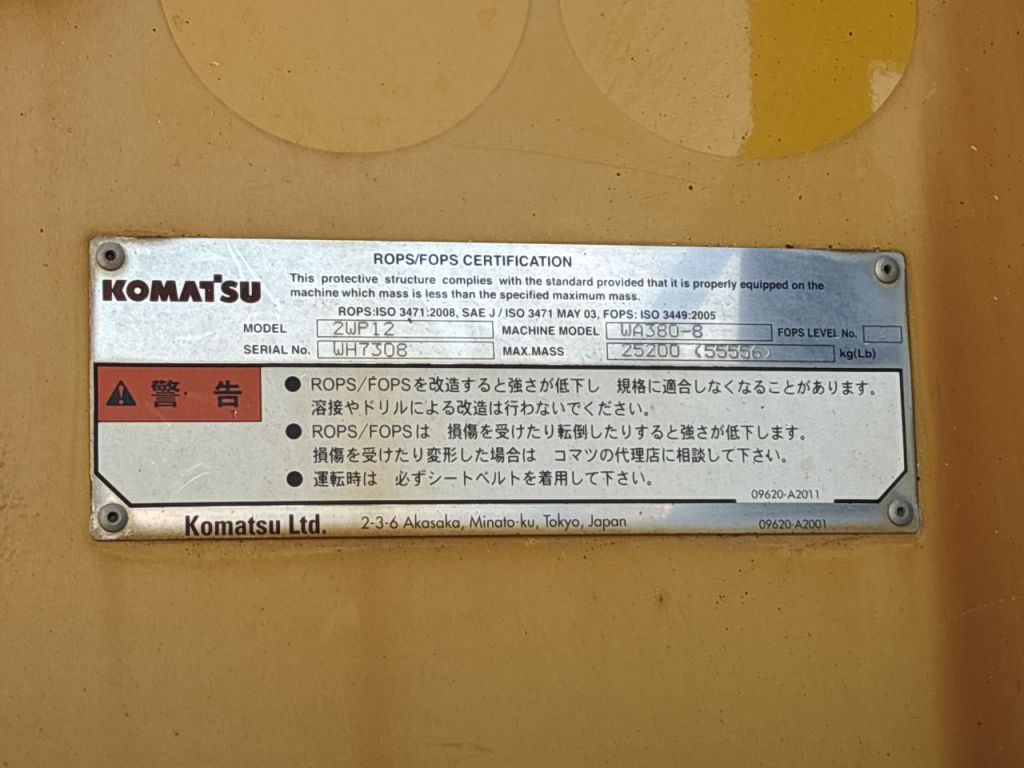 ROPS/FOPS CERTIFICATION
KOMATSU
This protective structure complies with the standard provided that it is properly equipped on the
machine which mass is less than the specified maximum mass.
ROPS:ISO 3471:2008, SAE J / ISO 3471 MAY 03, FOPS: ISO 3449:2005
MODEL 2WP12 MACHINE MODEL WA380-8 FOPS LEVEL No.
SERIAL No. WH7308 MAX.MASS 25200 (55556) kg(Lb)
警 告
● ROPS/FOPSを改造すると強さが低下し 規格に適合しなくなることがあります。
溶接やドリルによる改造は行わないでください。
● ROPS/FOPSは 損傷を受けたり転倒したりすると強さが低下します。
損傷を受けたり変形した場合は コマツの代理店に相談して下さい。
● 運転時は 必ずシートベルトを着用して下さい。
09620-A2011
Komatsu Ltd. 2-3-6 Akasaka, Minato-ku, Tokyo, Japan 09620-A2001